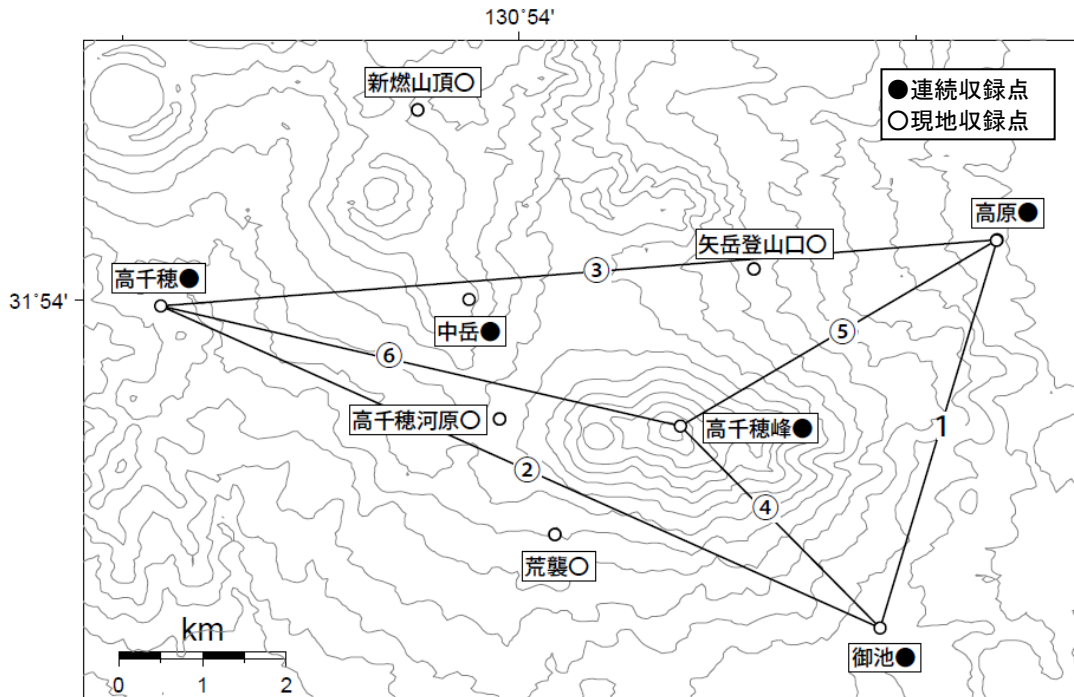 130°54'
新燃山頂○
●連続収録点
○現地収録点
高原●
矢岳登山口○
③
高千穂●
31°54'
中岳●
⑤
⑥
高千穂河原○
高千穂峰●
1
②
④
荒襲○
km
御池●
0 1 2